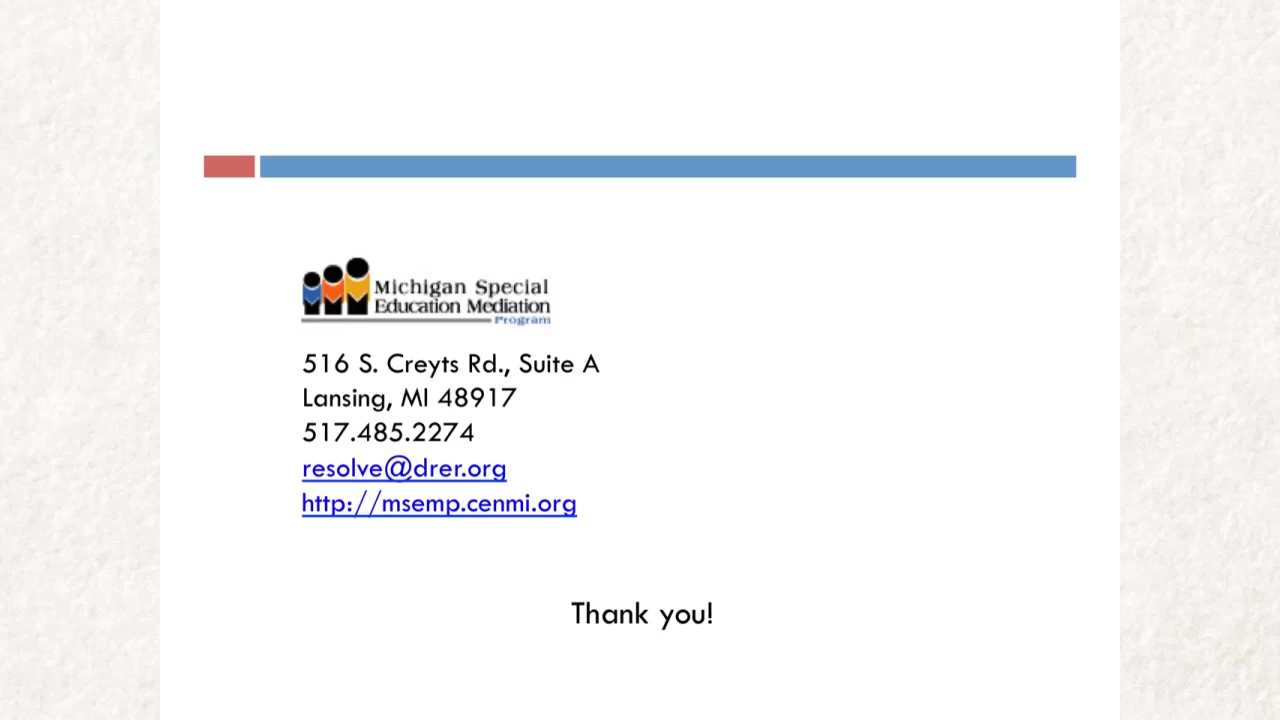 Michigan Special
Education Mediation
Program
516 S. Creyts Rd., Suite A
Lansing, MI 48917
517.485.2274
resolve@drer.org
http://msemp.cenmi.org
Thank you!